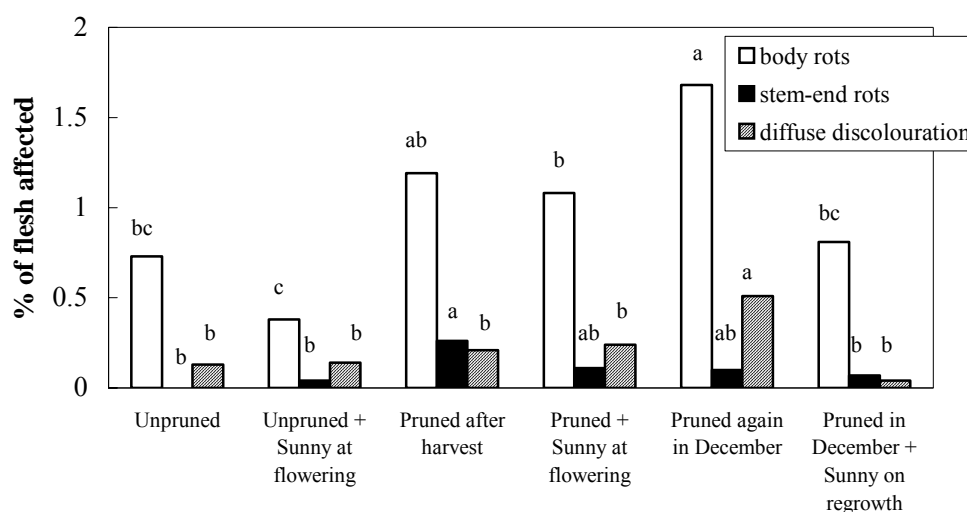 2
1.5
1
0.5
0
% of flesh affected
body rots
stem-end rots
diffuse discolouration
bc
b
b
c
b
b
ab
a
b
b
ab
b
a
ab
a
bc
b
b
Unpruned
Unpruned +
Sunny at
flowering
Pruned after
harvest
Pruned +
Sunny at
flowering
Pruned again
in December
Pruned in
December +
Sunny on
regrowth